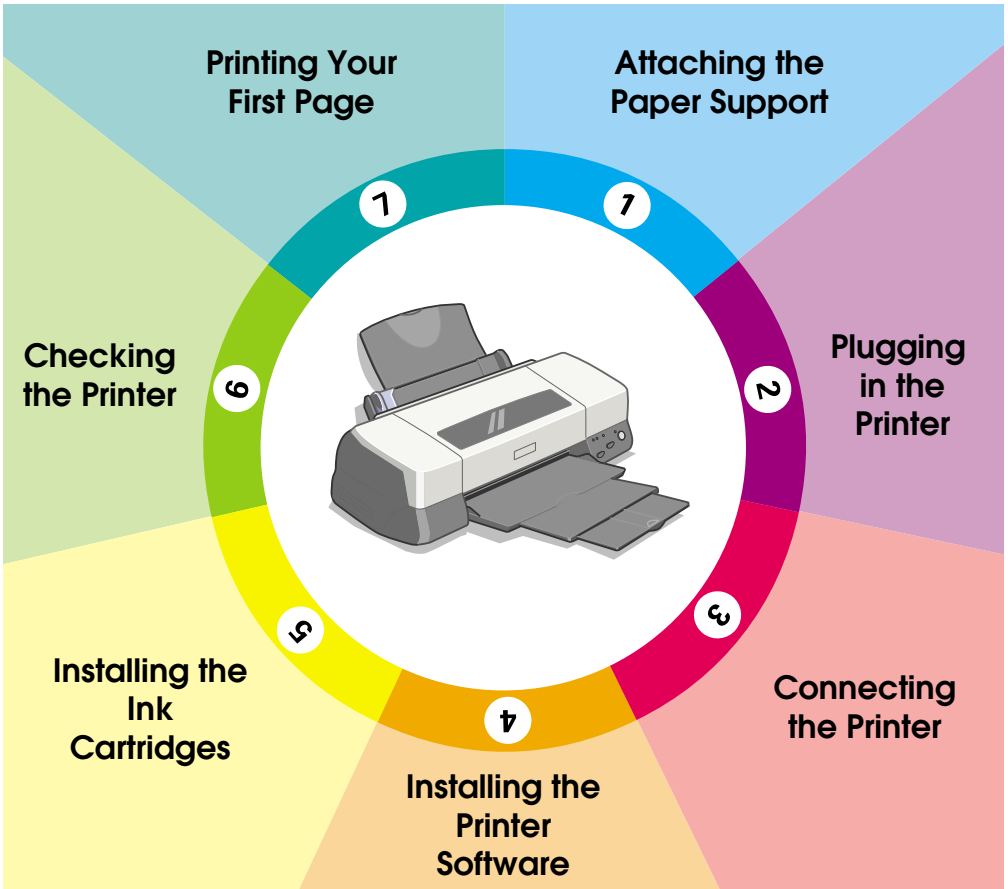 1
Attaching the
Paper Support
2
Plugging
in the
Printer
3
Connecting
the Printer
4
Installing the
Printer
Software
5
Installing the
Ink
Cartridges
6
Checking
the Printer
7
Printing Your
First Page